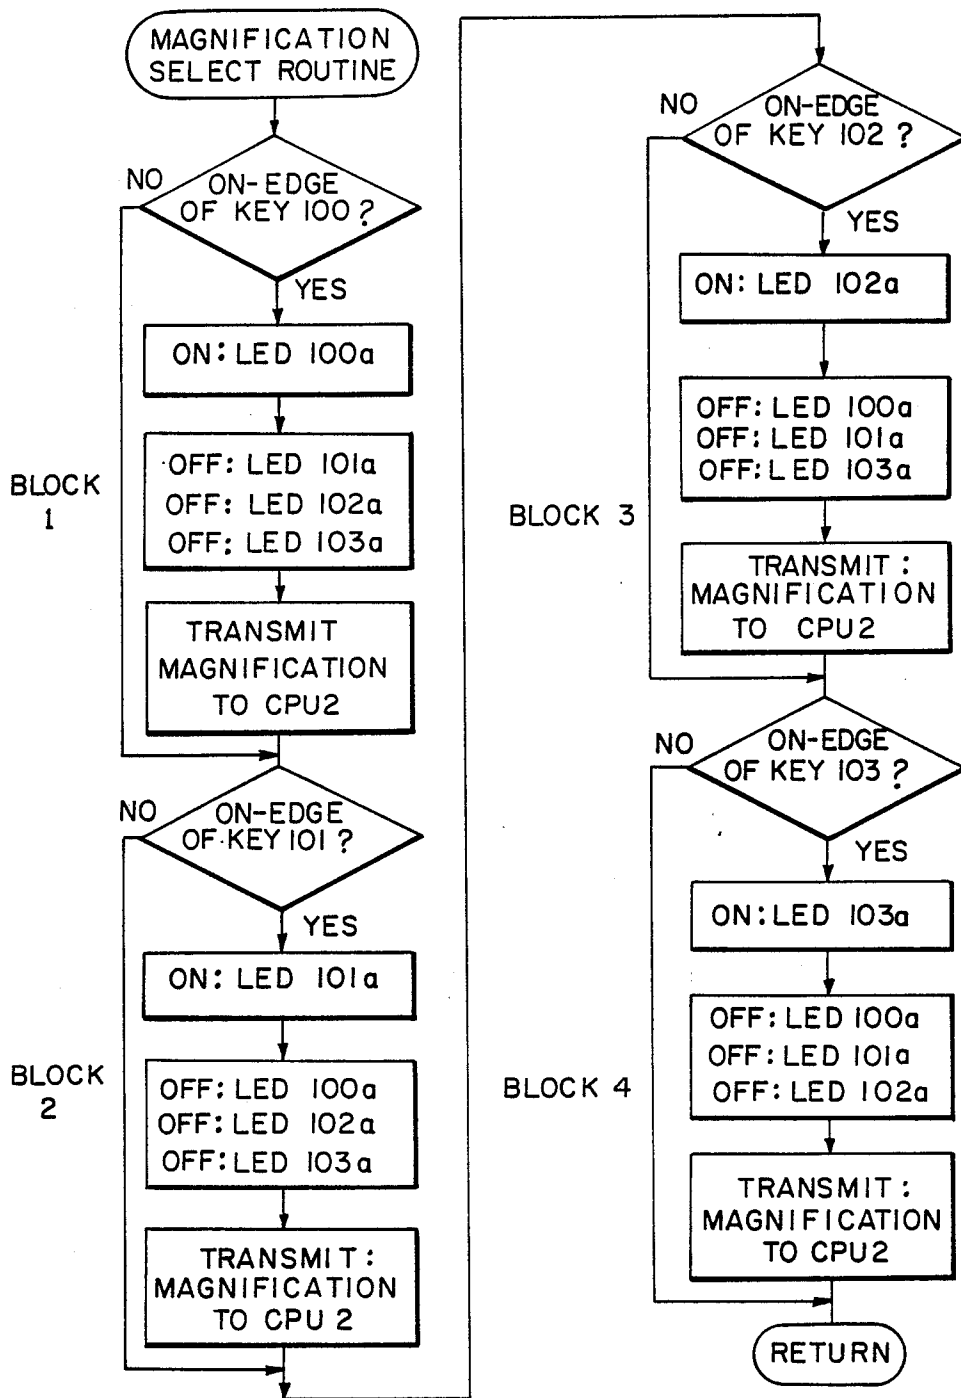 MAGNIFICATION
SELECT ROUTINE
NO
ON-EDGE
OF KEY 100?
YES
ON: LED 100a
OFF: LED 101a
OFF: LED 102a
OFF: LED 103a
BLOCK
1
TRANSMIT
MAGNIFICATION
TO CPU2
NO
ON-EDGE
OF KEY 101?
YES
ON: LED 101a
BLOCK
2
OFF: LED 100a
OFF: LED 102a
OFF: LED 103a
TRANSMIT:
MAGNIFICATION
TO CPU 2
NO
ON-EDGE
OF KEY 102?
YES
ON: LED 102a
OFF: LED 100a
OFF: LED 101a
OFF: LED 103a
BLOCK 3
TRANSMIT:
MAGNIFICATION
TO CPU2
NO
ON-EDGE
OF KEY 103?
YES
ON: LED 103a
OFF: LED 100a
OFF: LED 101a
OFF: LED 102a
BLOCK 4
TRANSMIT:
MAGNIFICATION
TO CPU2
RETURN